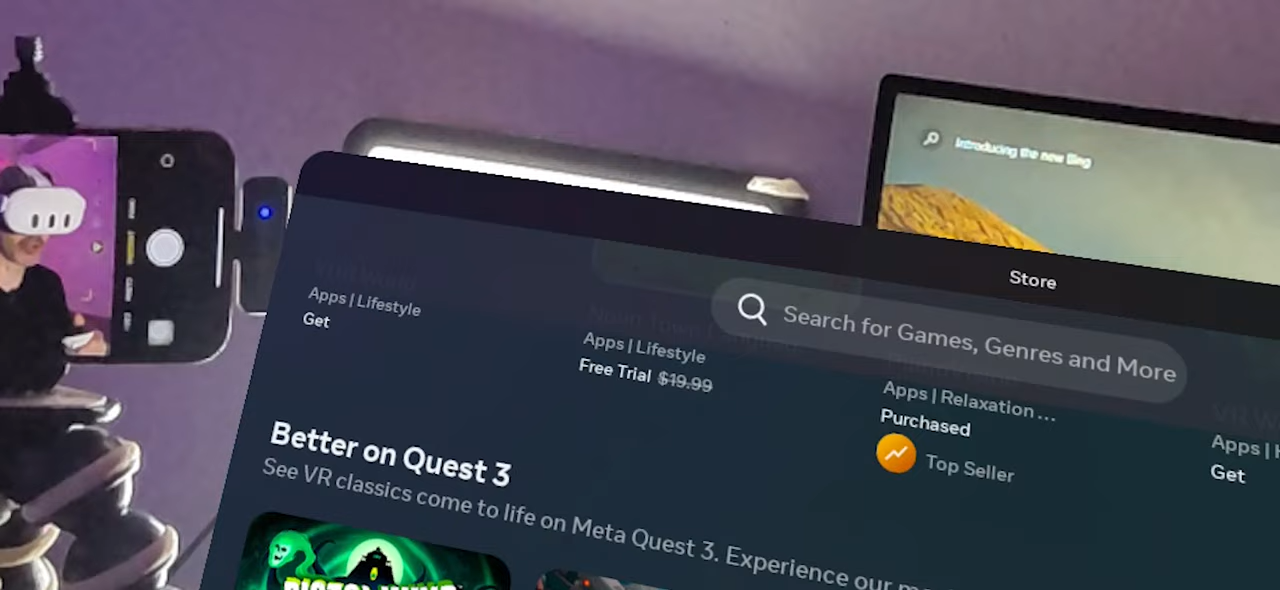 Introducing the new Bing
Store
Search for Games, Genres and More
Apps | Lifestyle
Get
Apps | Lifestyle
Free Trial $19.99
Apps | Relaxation...
Purchased
Top Seller
Apps |
Get
Better on Quest 3
See VR classics come to life on Meta Quest 3. Experience our